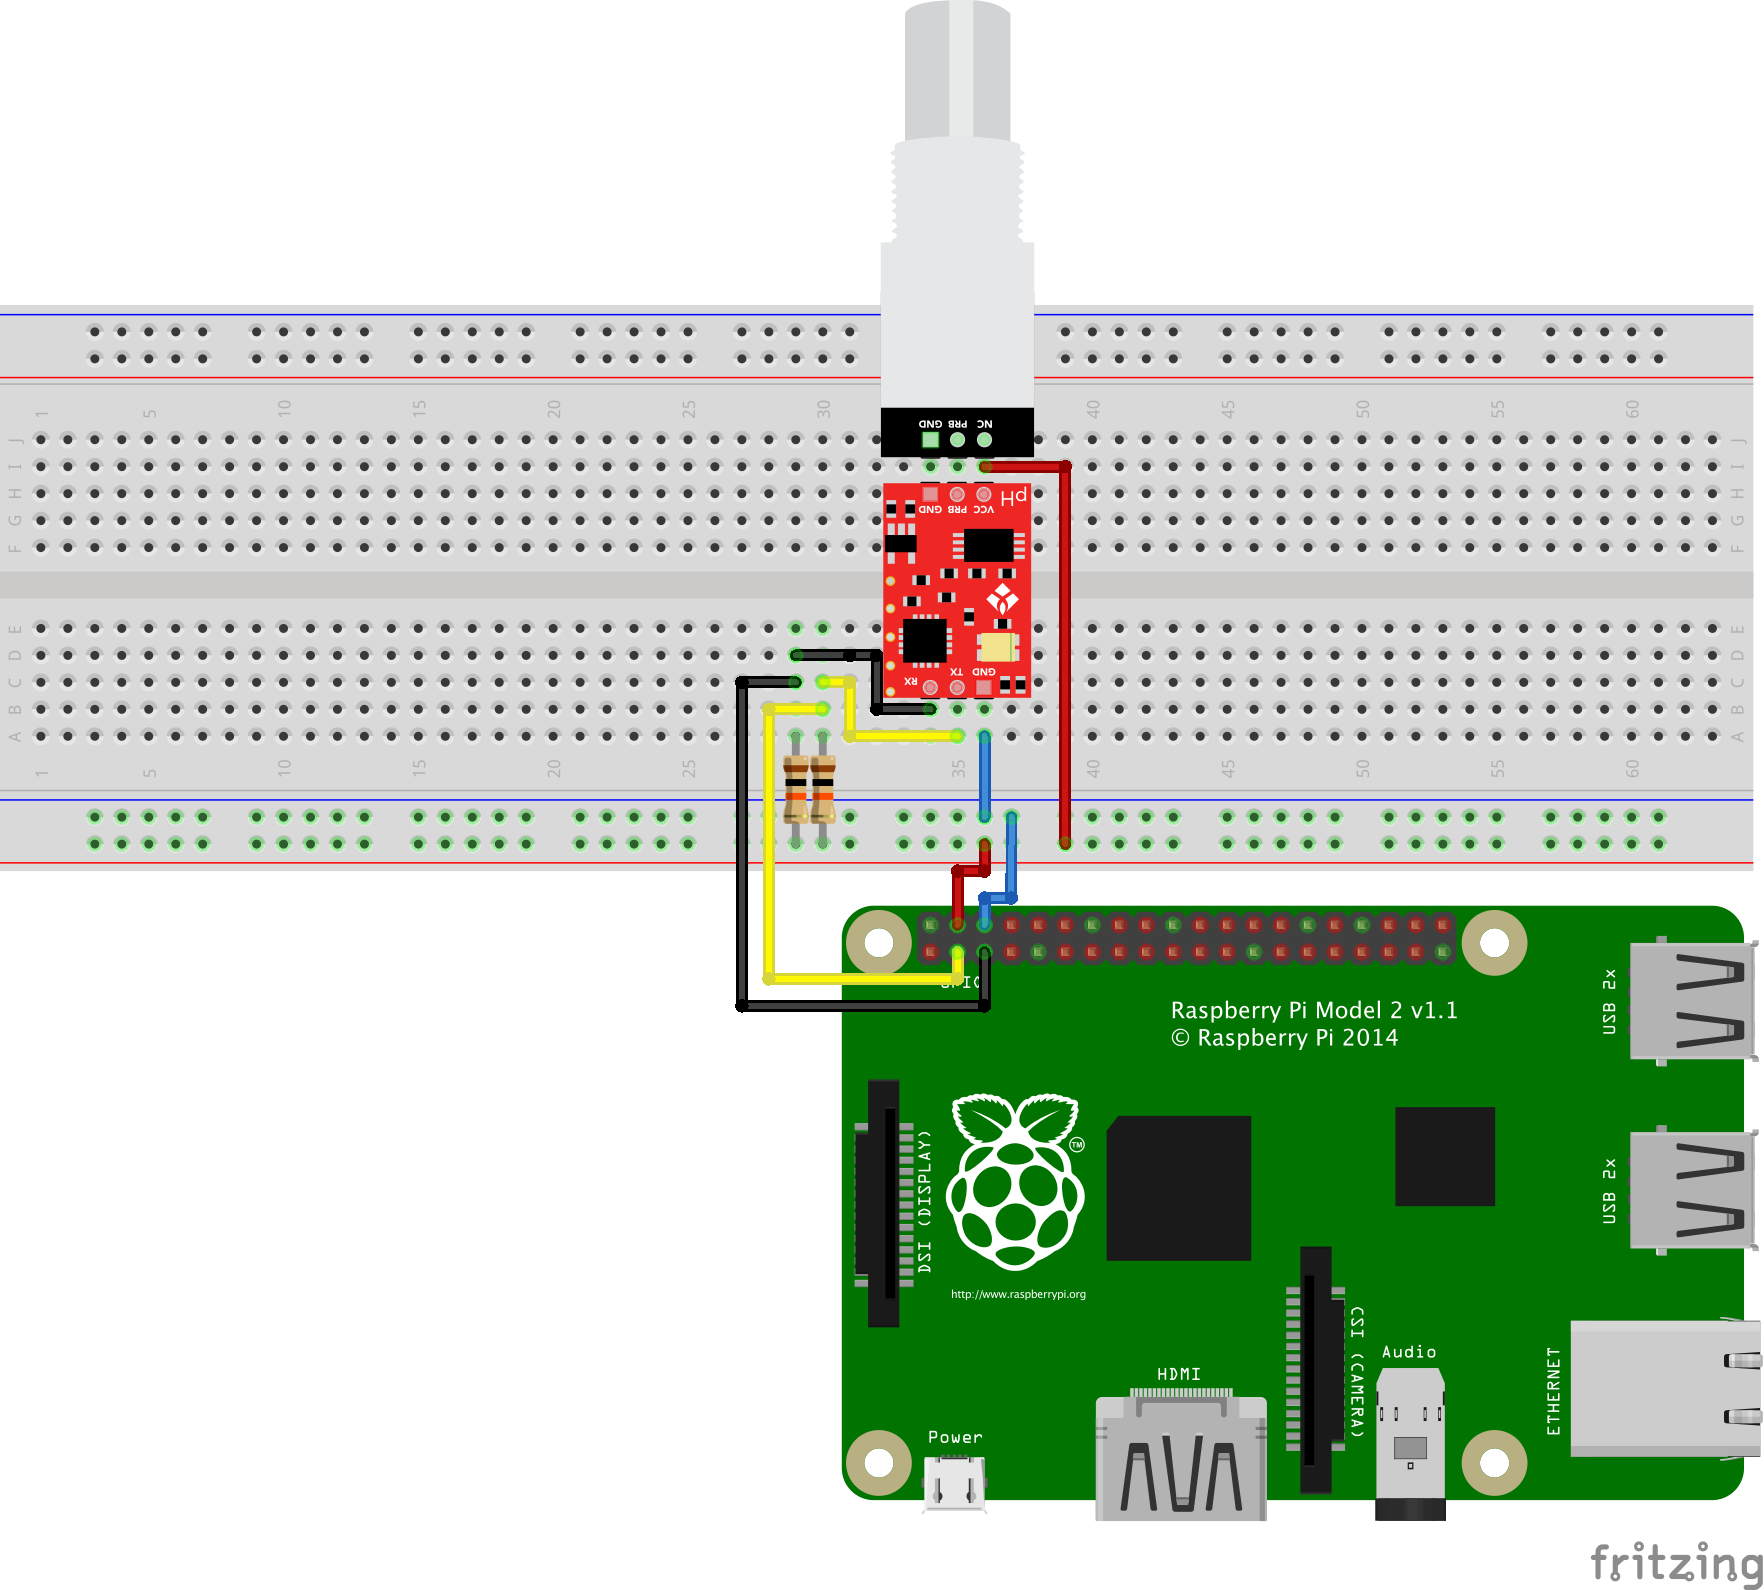 1 5 10 15 20 25 30 40 45 50 55 60
GND PRB NC
J J
I I
H H
G G
F F
GND PRB VCC pH
E E
D D
C C
B B
A A
RX TX GND
1 5 10 15 20 25 35 40 45 50 55 60
GPIO
Raspberry Pi Model 2 v1.1
© Raspberry Pi 2014
USB 2x
TM
DSI (DISPLAY)
USB 2x
http://www.raspberrypi.org
CSI (CAMERA)
Audio
ETHERNET
HDMI
Power
fritzing